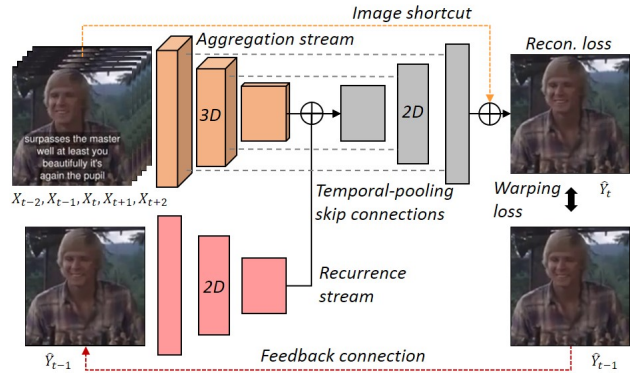 Image shortcut
Aggregation stream
Recon. loss
3D
2D
surpasses the master
well at least you
beautifully it's
again the pupil
X_{t-2}, X_{t-1}, X_t, X_{t+1}, X_{t+2}
Temporal-pooling
skip connections
Ŷ_t
Warping
loss
2D
Recurrence
stream
Ŷ_{t-1}
Feedback connection
Ŷ_{t-1}